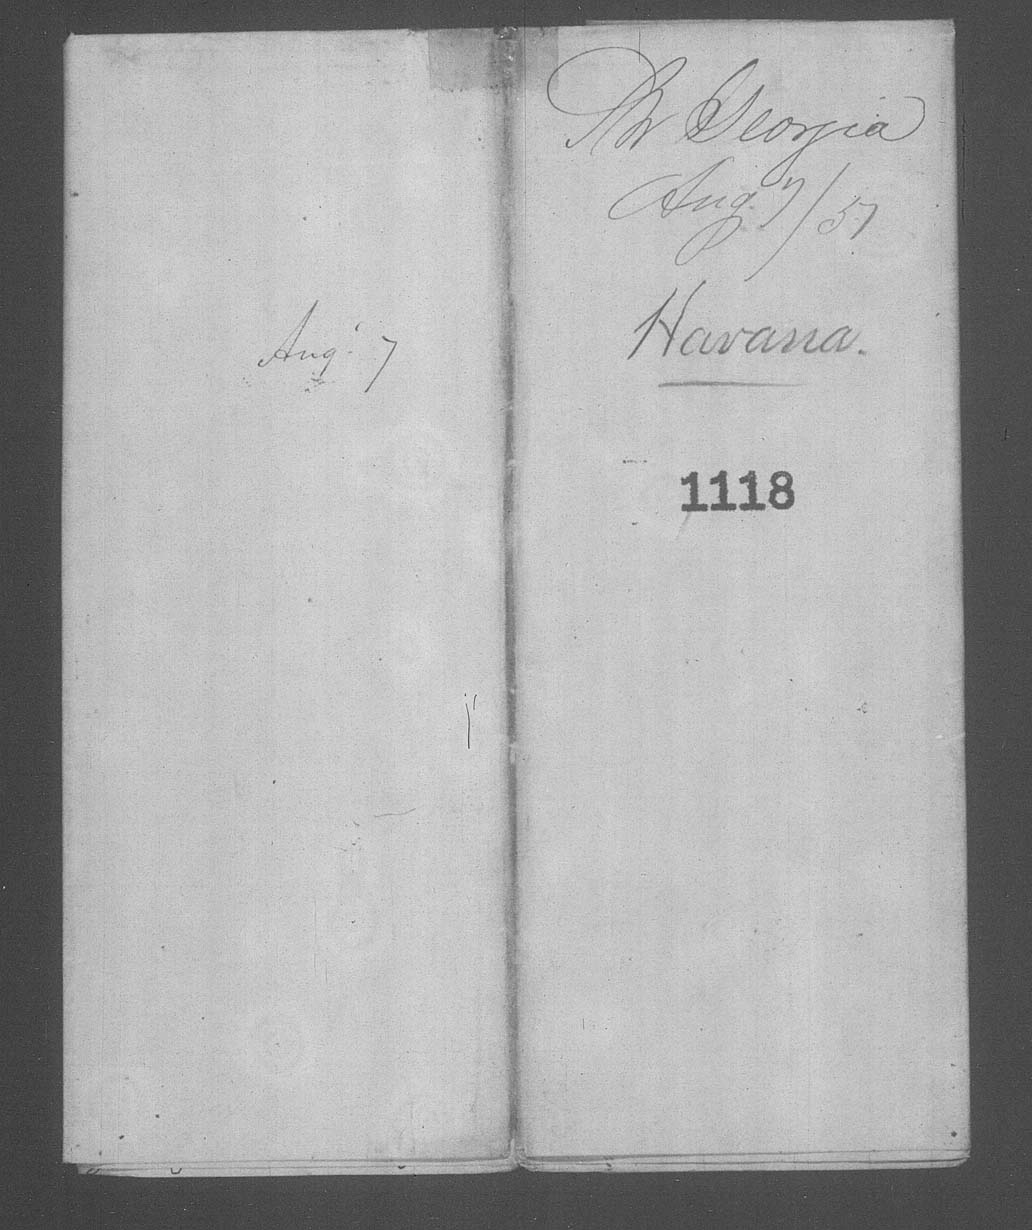 Aug. 7
Str Georgia
Aug. 7/57
Havana.
1118